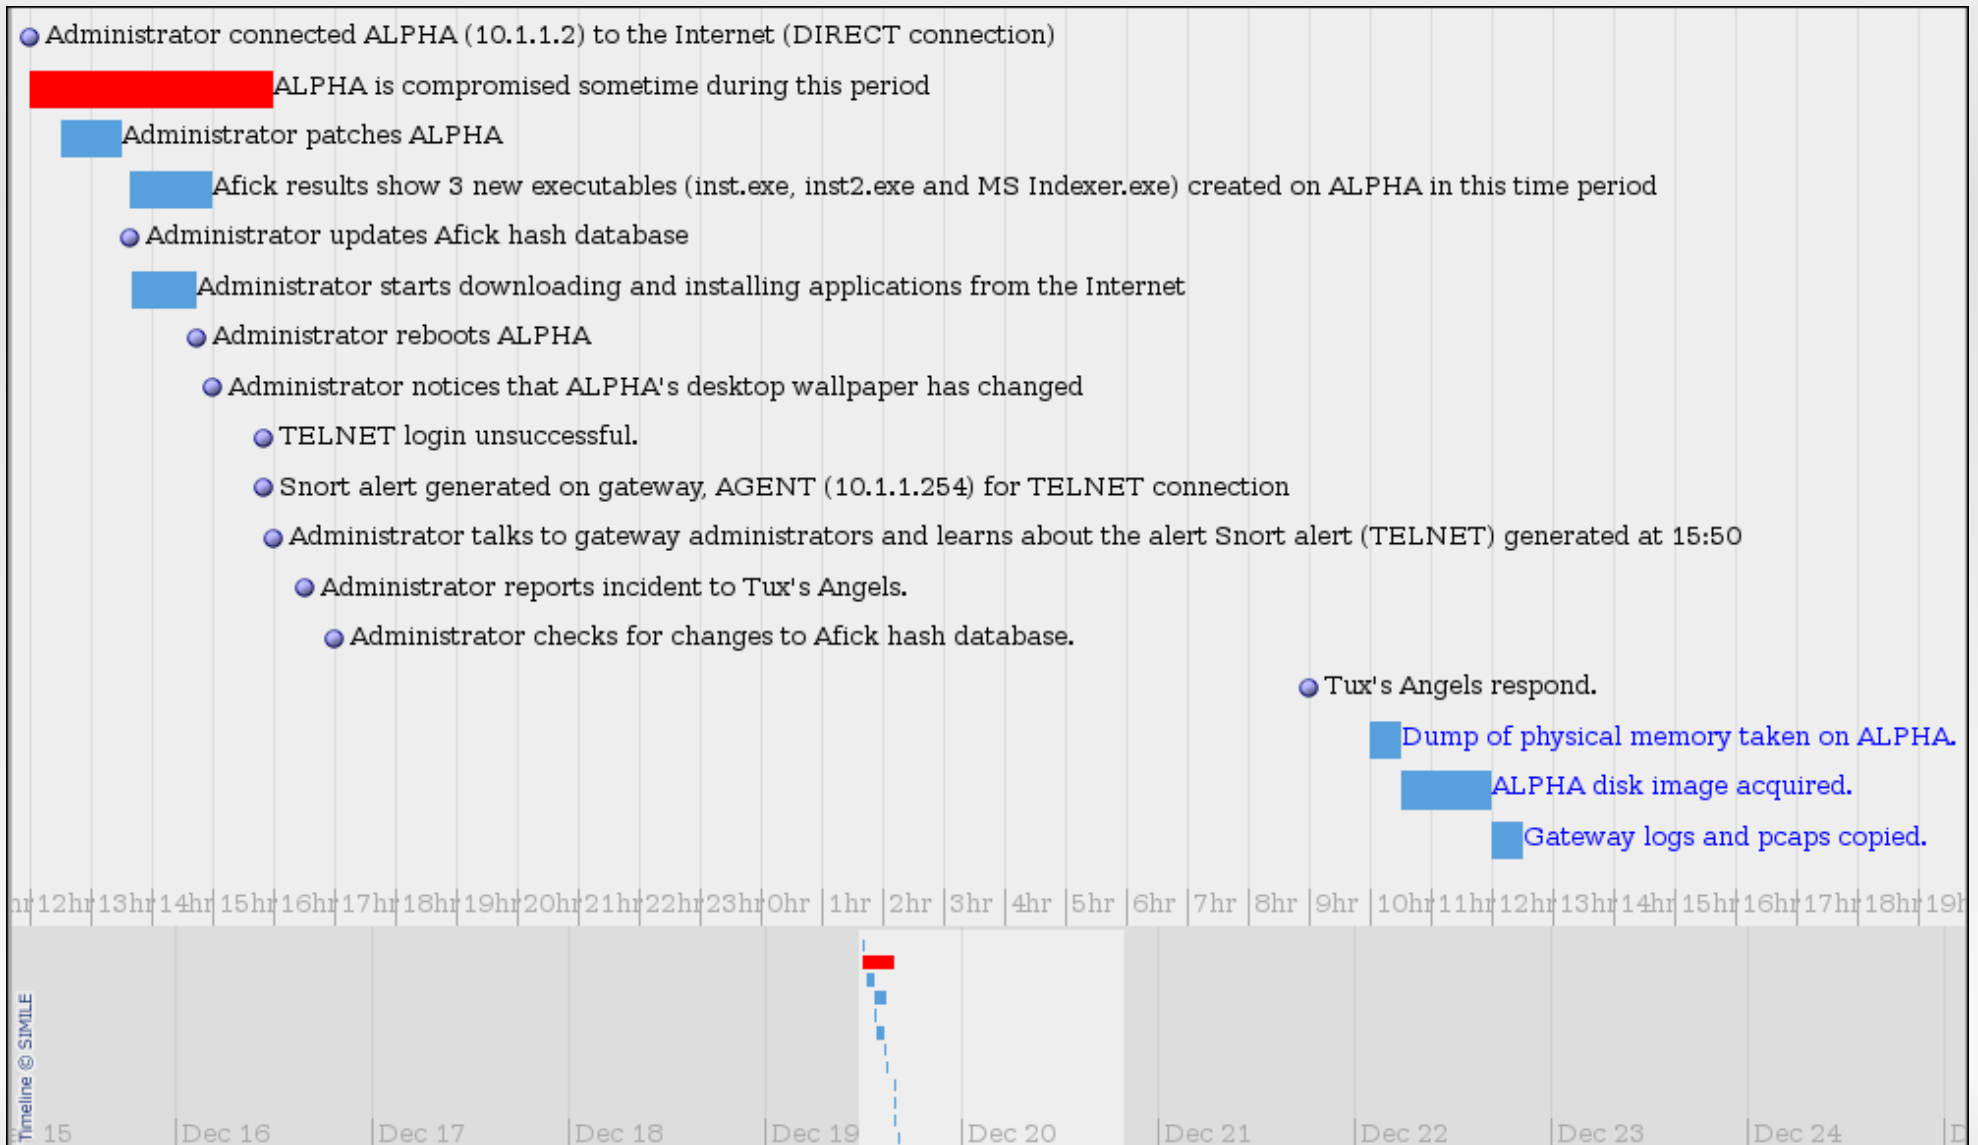 Administrator connected ALPHA (10.1.1.2) to the Internet (DIRECT connection)
ALPHA is compromised sometime during this period
Administrator patches ALPHA
Afick results show 3 new executables (inst.exe, inst2.exe and MS Indexer.exe) created on ALPHA in this time period
Administrator updates Afick hash database
Administrator starts downloading and installing applications from the Internet
Administrator reboots ALPHA
Administrator notices that ALPHA's desktop wallpaper has changed
TELNET login unsuccessful.
Snort alert generated on gateway, AGENT (10.1.1.254) for TELNET connection
Administrator talks to gateway administrators and learns about the alert Snort alert (TELNET) generated at 15:50
Administrator reports incident to Tux's Angels.
Administrator checks for changes to Afick hash database.
Tux's Angels respond.
Dump of physical memory taken on ALPHA.
ALPHA disk image acquired.
Gateway logs and pcaps copied.
hr 12hr 13hr 14hr 15hr 16hr 17hr 18hr 19hr 20hr 21hr 22hr 23hr 0hr 1hr 2hr 3hr 4hr 5hr 6hr 7hr 8hr 9hr 10hr 11hr 12hr 13hr 14hr 15hr 16hr 17hr 18hr 19h
Timeline © SIMILE
15 Dec 16 Dec 17 Dec 18 Dec 19 Dec 20 Dec 21 Dec 22 Dec 23 Dec 24